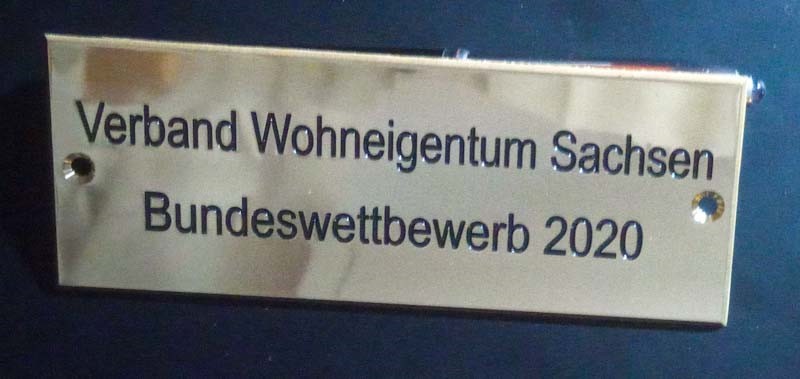 Verband Wohneigentum Sachsen
Bundeswettbewerb 2020